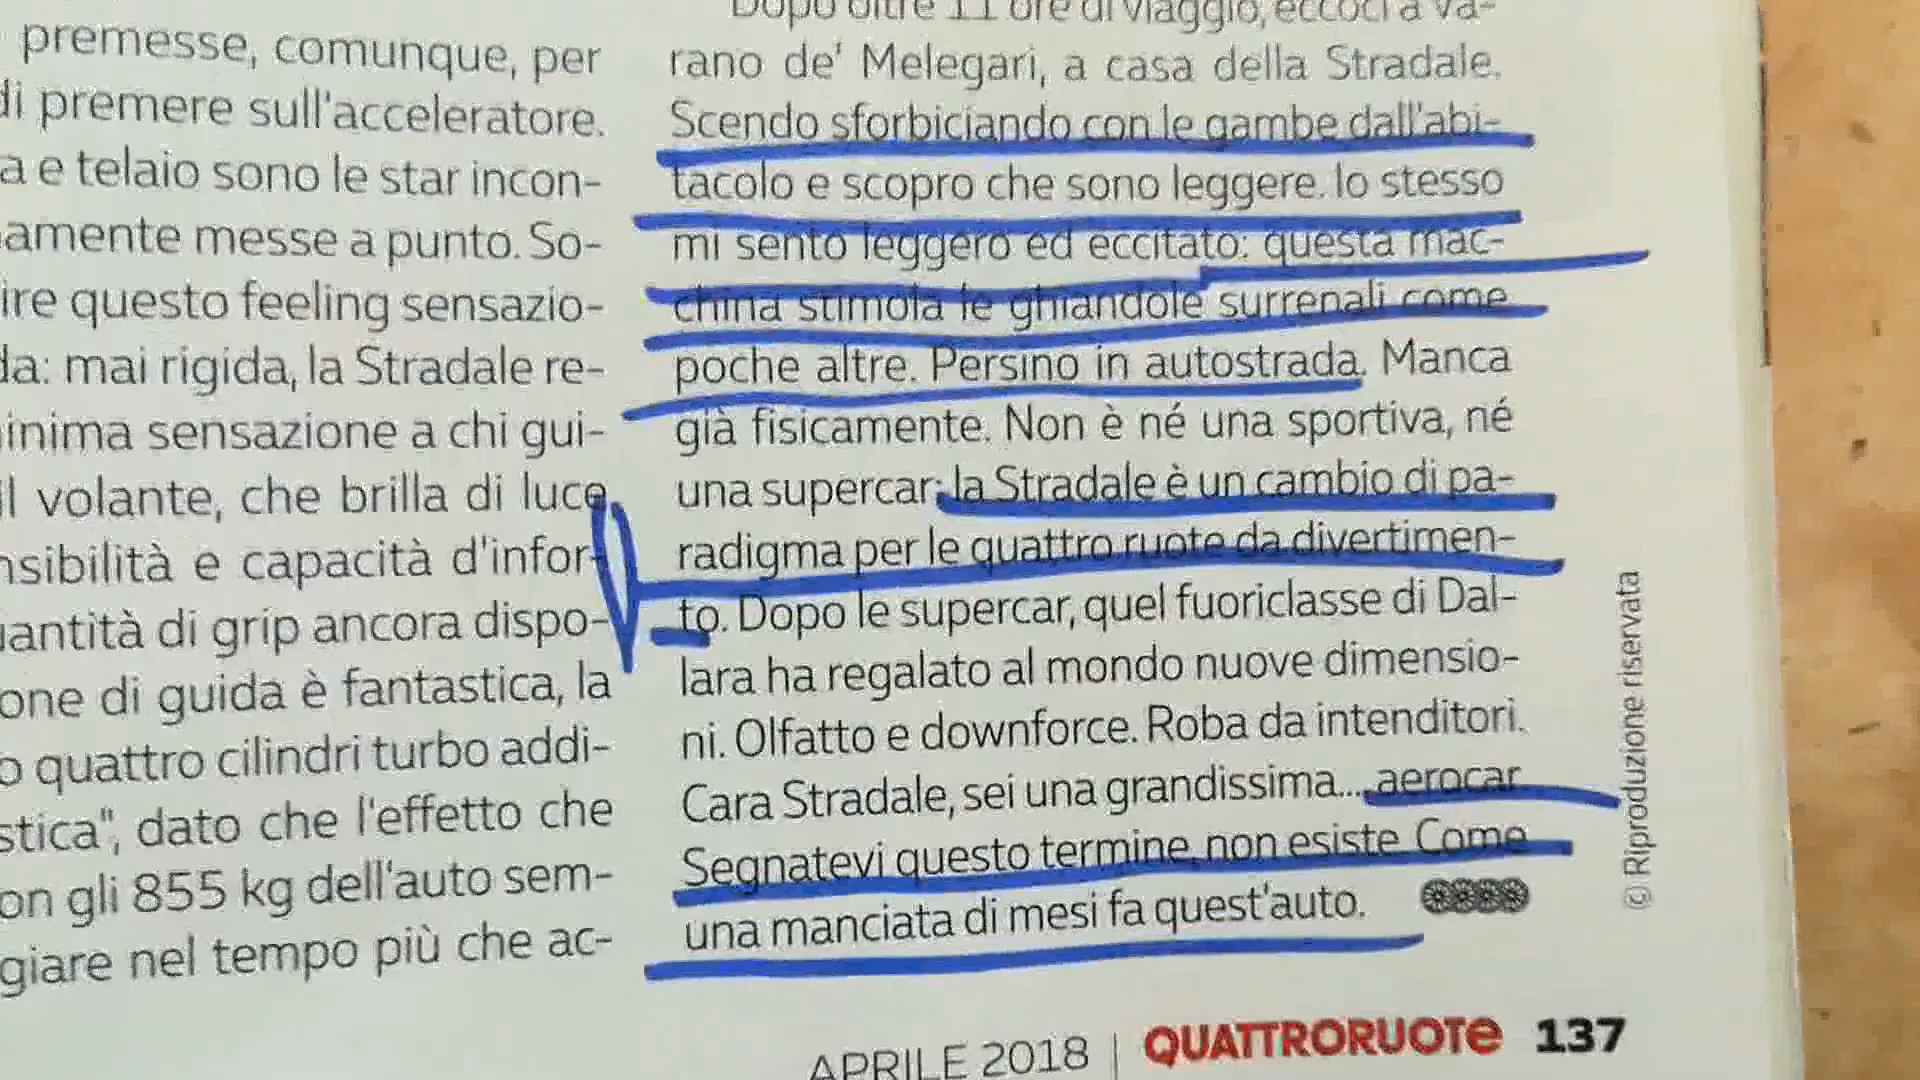 premesse, comunque, per
di premere sull'acceleratore.
a e telaio sono le star incon-
amente messe a punto. So-
ire questo feeling sensazio-
da: mai rigida, la Stradale re-
inima sensazione a chi gui-
il volante, che brilla di luce
nsibilità e capacità d'infor-
uantità di grip ancora dispo-
one di guida è fantastica, la
o quattro cilindri turbo addi-
stica", dato che l'effetto che
on gli 855 kg dell'auto sem-
giare nel tempo più che ac-
Dopo oltre 11 ore di viaggio, eccoci a Va-
rano de' Melegari, a casa della Stradale.
Scendo sforbiciando con le gambe dall'abi-
tacolo e scopro che sono leggere. Io stesso
mi sento leggero ed eccitato: questa mac-
china stimola le ghiandole surrenali come
poche altre. Persino in autostrada. Manca
già fisicamente. Non è né una sportiva, né
una supercar: la Stradale è un cambio di pa-
radigma per le quattro ruote da divertimen-
to. Dopo le supercar, quel fuoriclasse di Dal-
lara ha regalato al mondo nuove dimensio-
ni. Olfatto e downforce. Roba da intenditori.
Cara Stradale, sei una grandissima... aerocar.
Segnatevi questo termine, non esiste. Come
una manciata di mesi fa quest'auto.
© Riproduzione riservata
APRILE 2018 | QUATTRORUOTe 137